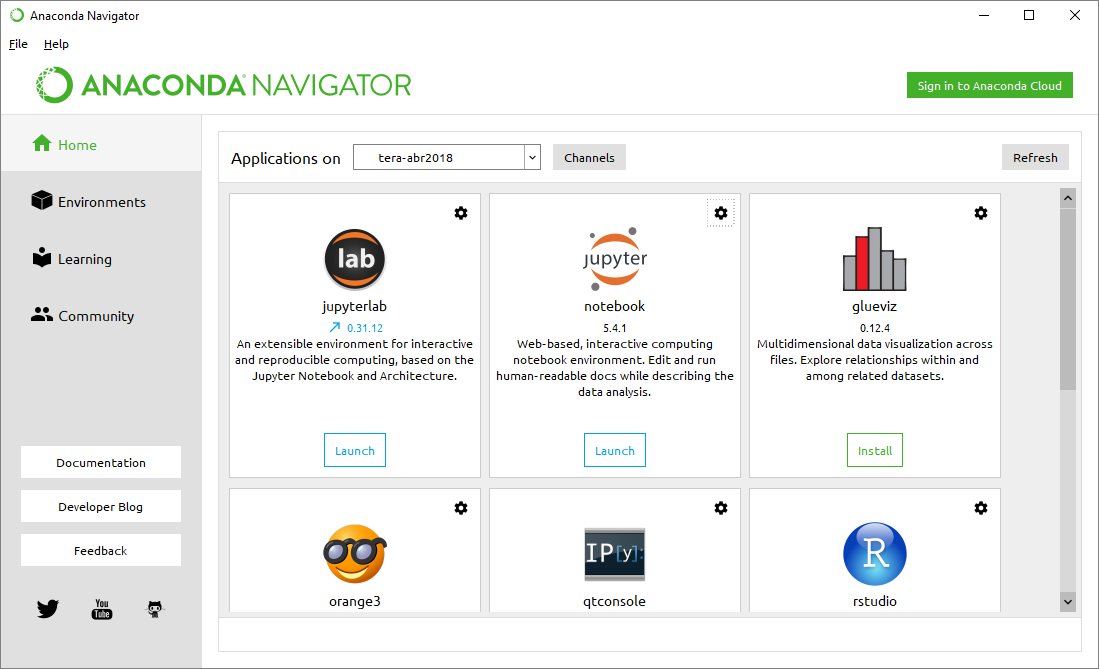 Anaconda Navigator
File Help
ANACONDA NAVIGATOR
Sign in to Anaconda Cloud
Home
Environments
Learning
Community
Documentation
Developer Blog
Feedback
You
Tube
Applications on tera-abr2018 Channels Refresh
lab
jupyterlab
0.31.12
An extensible environment for interactive
and reproducible computing, based on the
Jupyter Notebook and Architecture.
Launch
jupyter
notebook
5.4.1
Web-based, interactive computing
notebook environment. Edit and run
human-readable docs while describing the
data analysis.
Launch
glueviz
0.12.4
Multidimensional data visualization across
files. Explore relationships within and
among related datasets.
Install
orange3
IP[y]:
qtconsole
R
rstudio